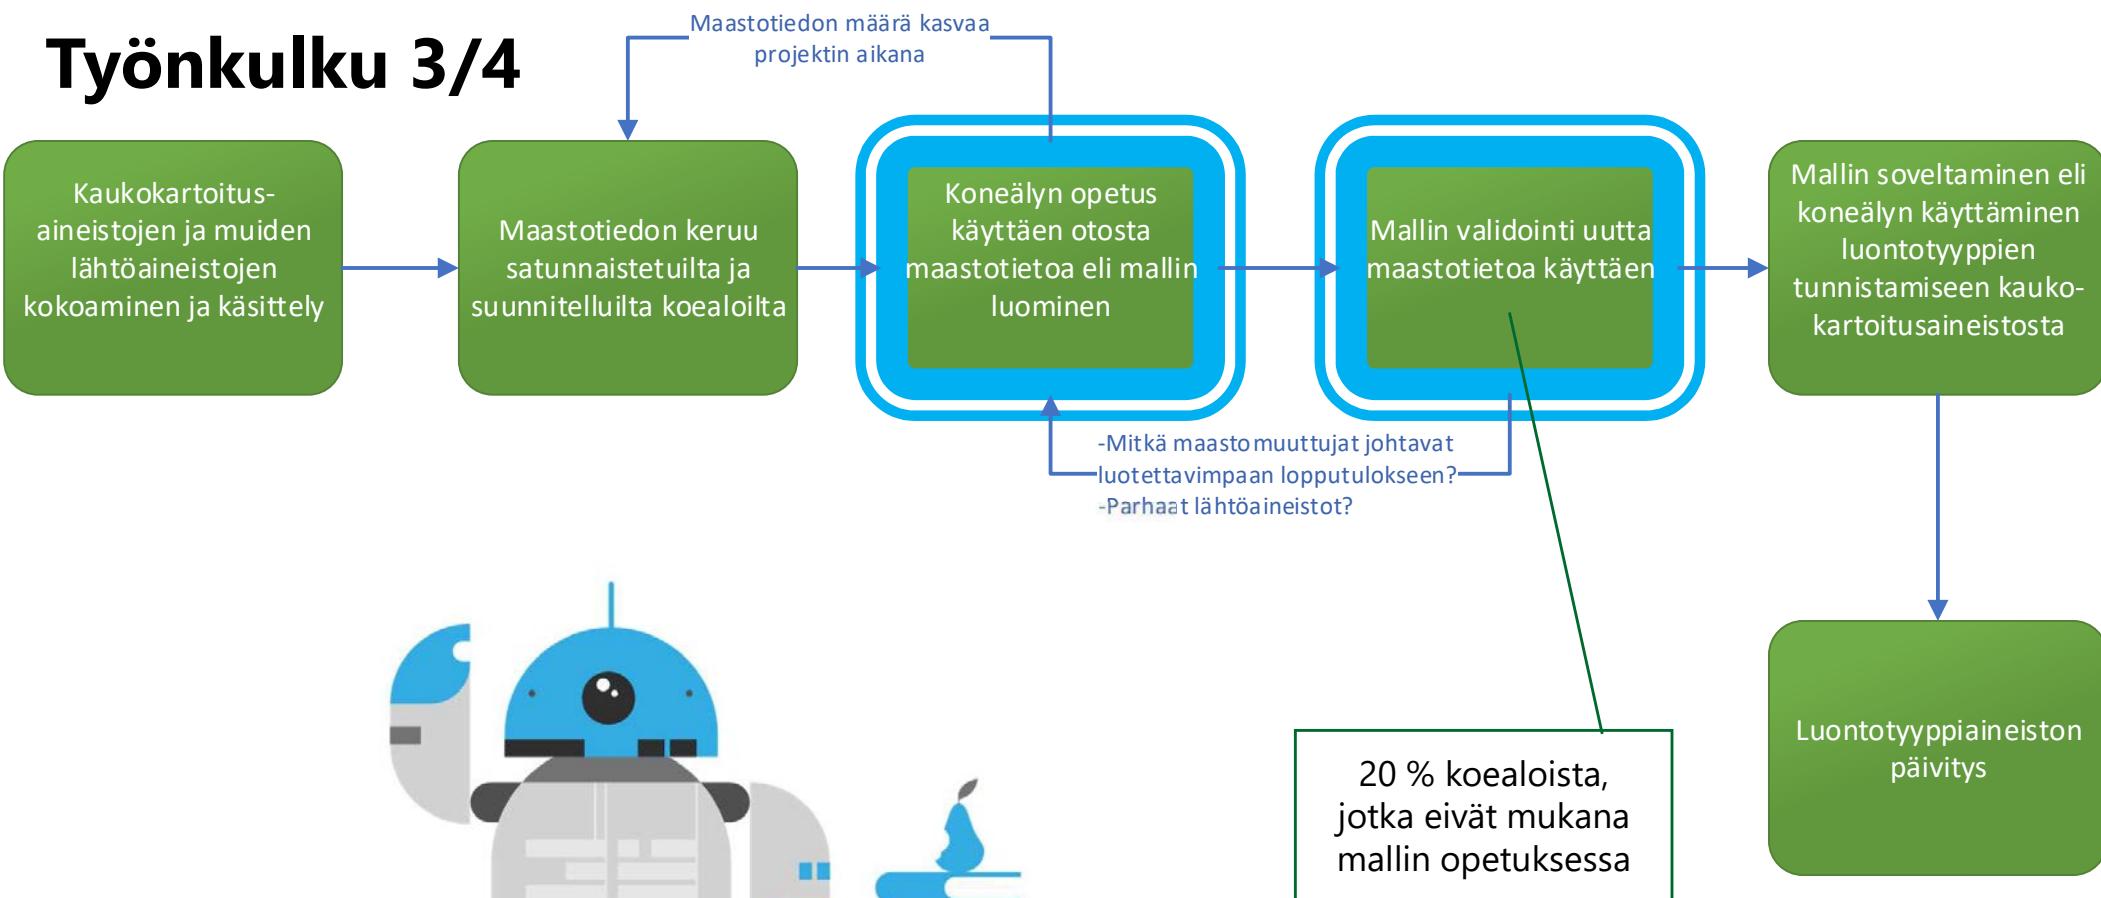 Työnkulku 3/4
Maastotiedon määrä kasvaa
projektin aikana
Kaukokartoitus-
aineistojen ja muiden
lähtöaineistojen
kokoaminen ja käsittely
Maastotiedon keruu
satunnaistetuilta ja
suunnitelluilta koealoilta
Koneälyn opetus
käyttäen otosta
maastotietoa eli mallin
luominen
Mallin validointi uutta
maastotietoa käyttäen
Mallin soveltaminen eli
koneälyn käyttäminen
luontotyyppien
tunnistamiseen kauko-
kartoitusaineistosta
-Mitkä maastomuuttujat johtavat
luotettavimpaan lopputulokseen?
-Parhaat lähtöaineistot?
20 % koealoista,
jotka eivät mukana
mallin opetuksessa
Luontotyyppiaineiston
päivitys